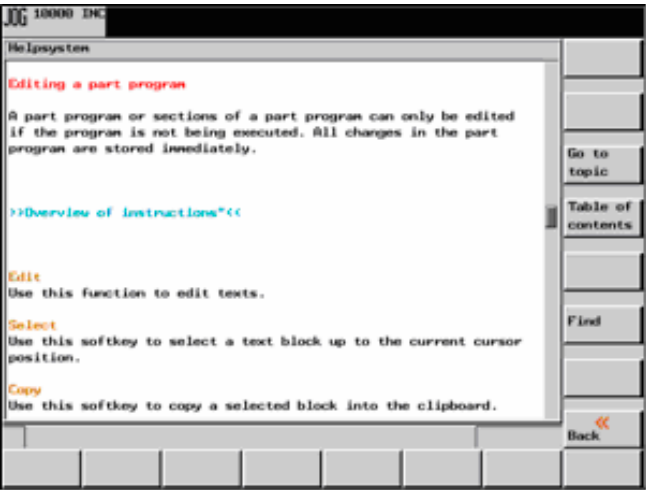 JOG 10000 INC
Helpsystem
Editing a part program
A part program or sections of a part program can only be edited
if the program is not being executed. All changes in the part
program are stored immediately.
Go to
topic
>>Overview of instructions"<<
Table of
contents
Edit
Use this function to edit texts.
Select
Use this softkey to select a text block up to the current cursor
position.
Find
Copy
Use this softkey to copy a selected block into the clipboard.
«
Back